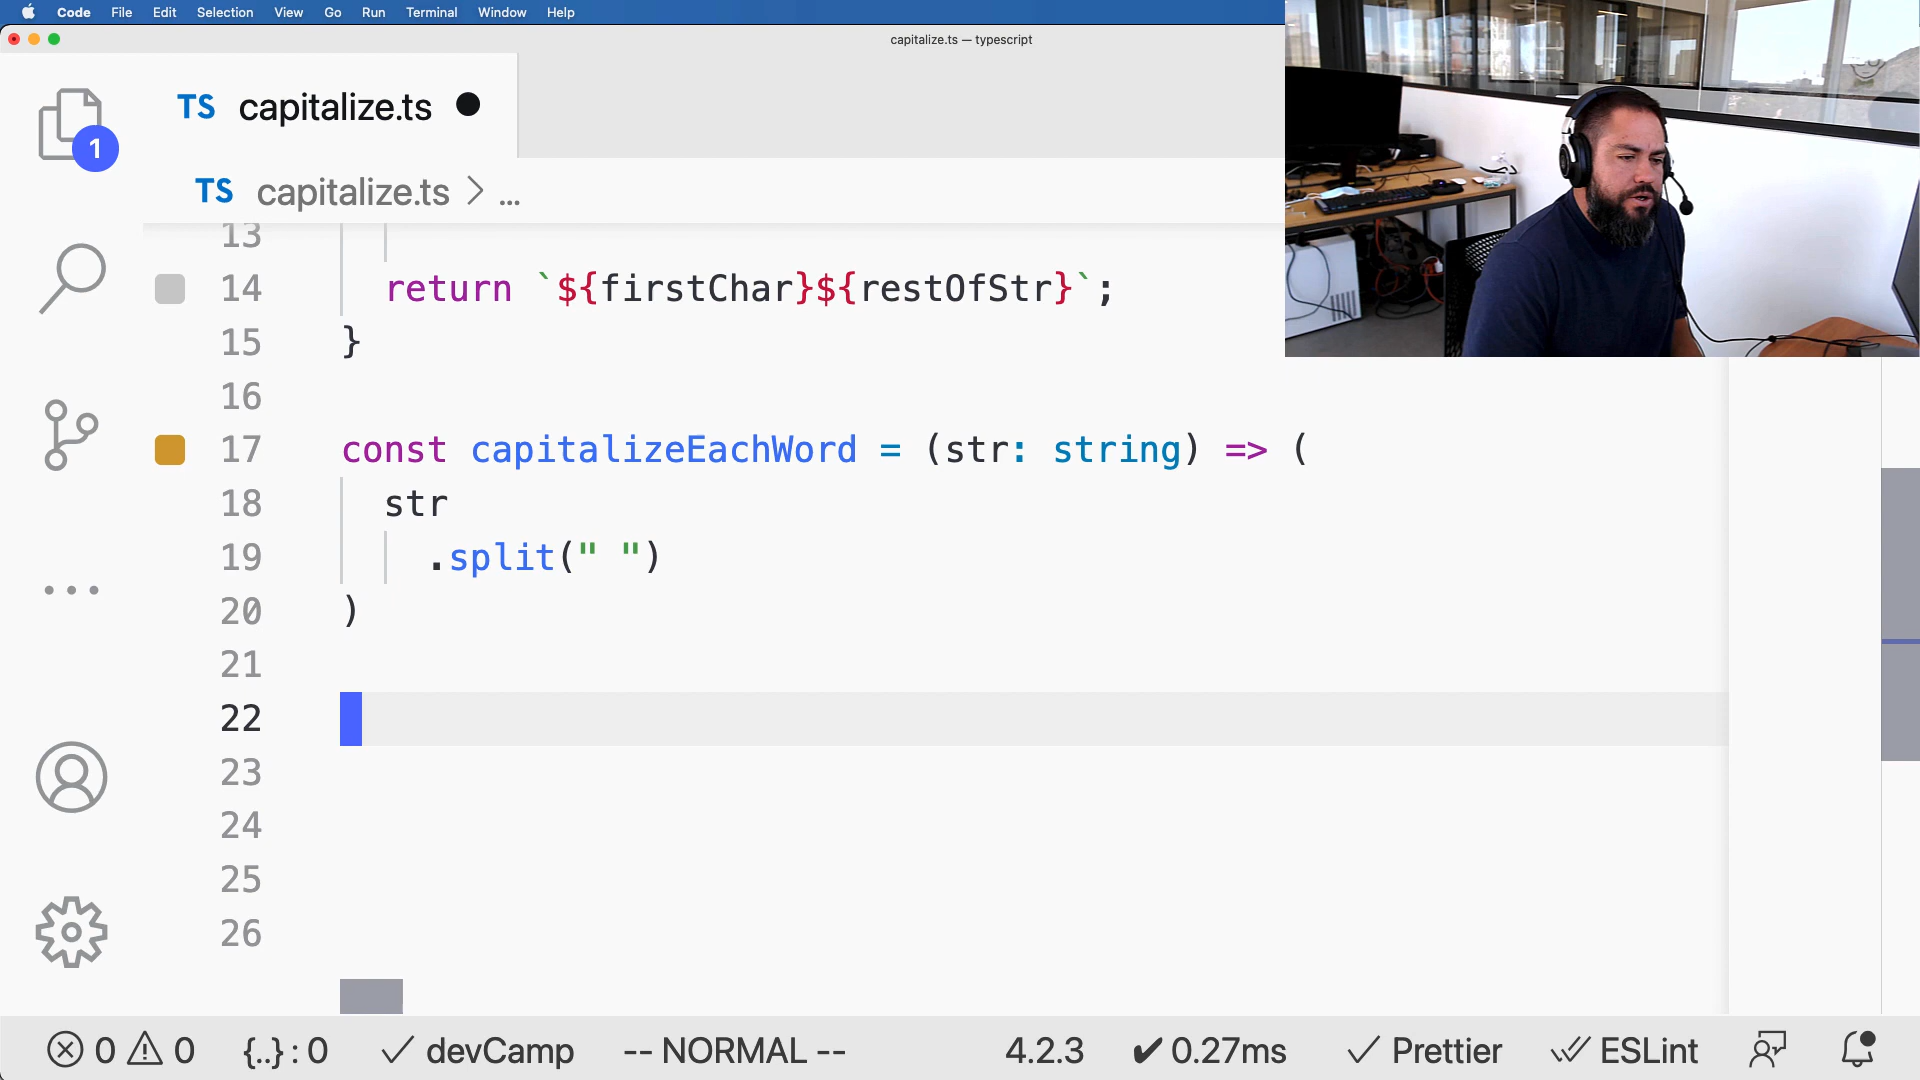 Code File Edit Selection View Go Run Terminal Window Help
capitalize.ts — typescript
TS capitalize.ts
1
TS capitalize.ts > ...
13
14 return `${firstChar}${restOfStr}`;
15 }
16
17 const capitalizeEachWord = (str: string) => (
18 str
19 .split(" ")
20 )
21
22
23
24
25
26
0 0 {..} : 0 devCamp -- NORMAL -- 4.2.3 0.27ms Prettier ESLint